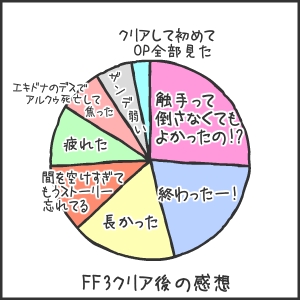 クリアして初めて
OP全部見た
エキドナのデスで
アルクゥ死亡して
焦った
ザンデ弱い
触手って
倒さなくても
よかったの!?
疲れた
間を空けすぎて
もうストーリー
忘れてる
終わったー!
長かった
FF3クリア後の感想